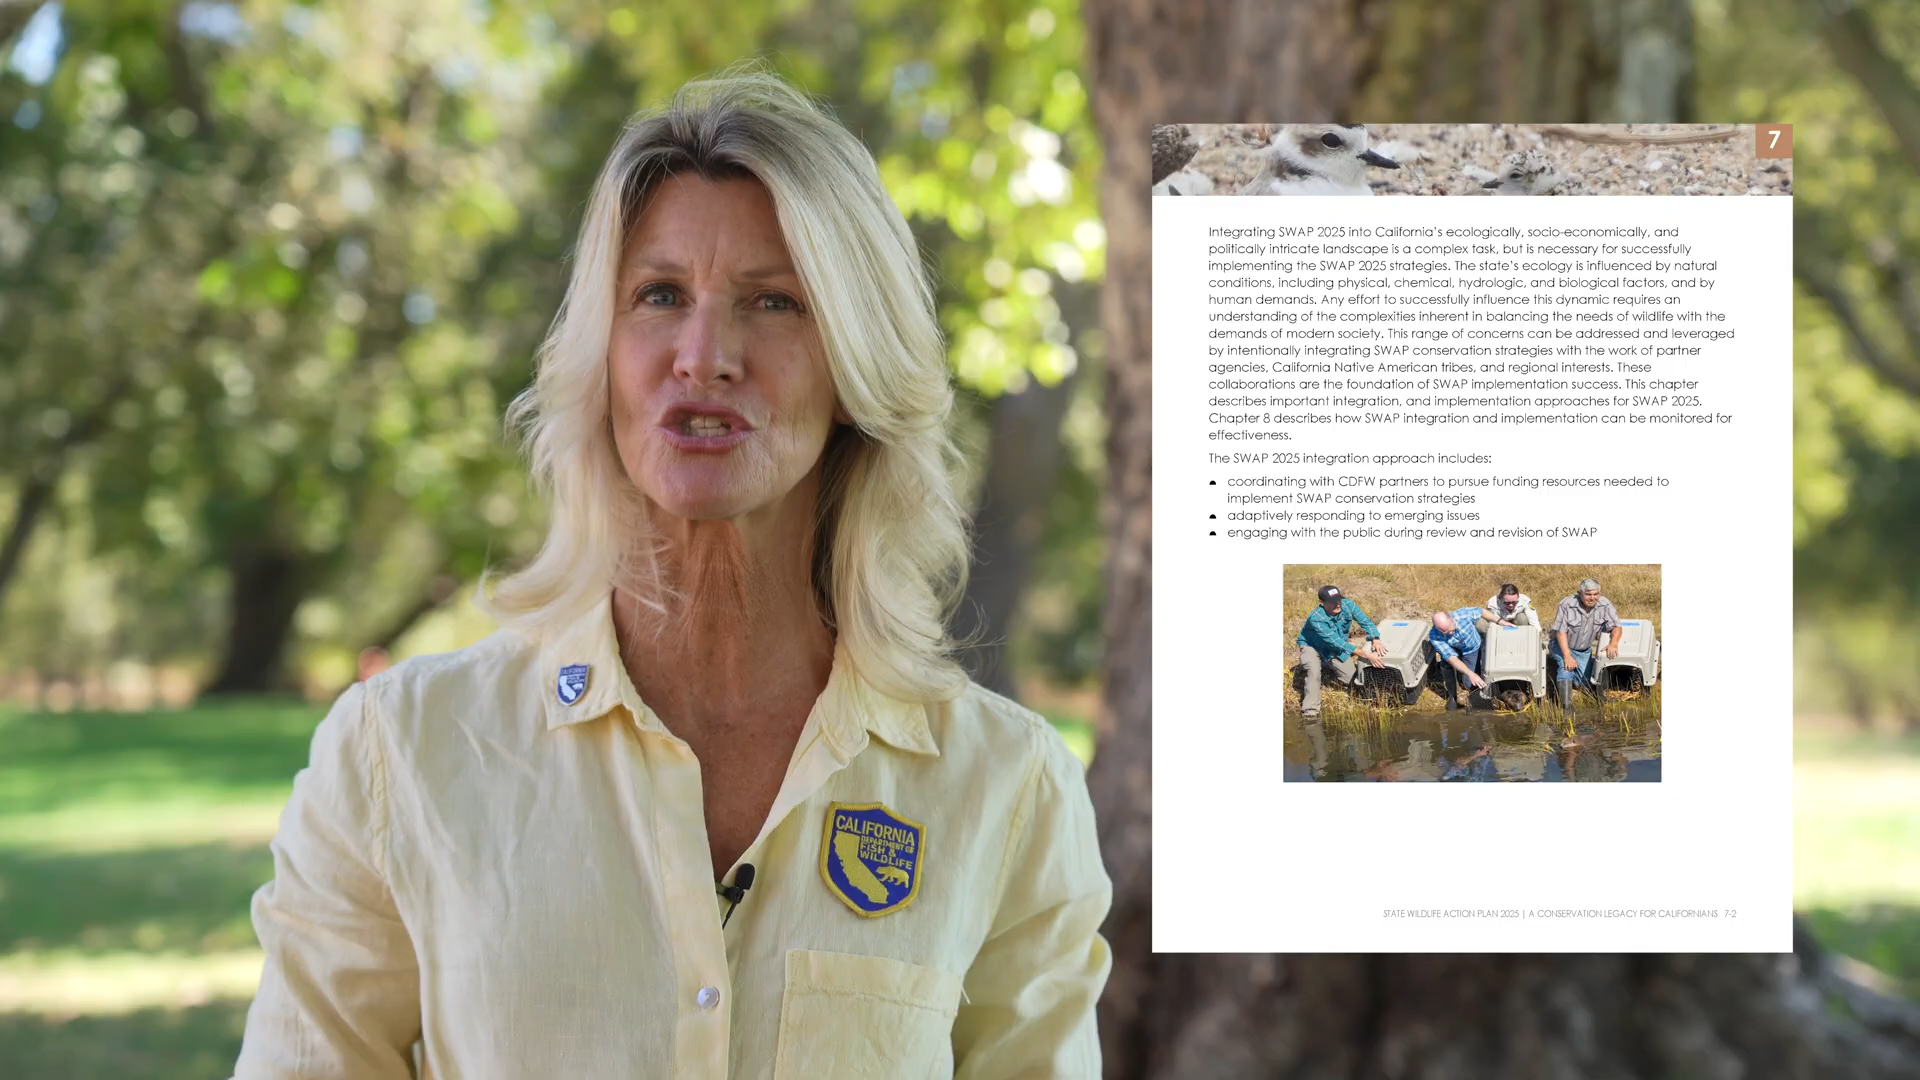 CALIFORNIA
DEPARTMENT OF
FISH &
WILDLIFE
7
Integrating SWAP 2025 into California's ecologically, socio-economically, and
politically intricate landscape is a complex task, but is necessary for successfully
implementing the SWAP 2025 strategies. The state's ecology is influenced by natural
conditions, including physical, chemical, hydrologic, and biological factors, and by
human demands. Any effort to successfully influence this dynamic requires an
understanding of the complexities inherent in balancing the needs of wildlife with the
demands of modern society. This range of concerns can be addressed and leveraged
by intentionally integrating SWAP conservation strategies with the work of partner
agencies, California Native American tribes, and regional interests. These
collaborations are the foundation of SWAP implementation success. This chapter
describes important integration, and implementation approaches for SWAP 2025.
Chapter 8 describes how SWAP integration and implementation can be monitored for
effectiveness.
The SWAP 2025 integration approach includes:
coordinating with CDFW partners to pursue funding resources needed to
implement SWAP conservation strategies
adaptively responding to emerging issues
engaging with the public during review and revision of SWAP
STATE WILDLIFE ACTION PLAN 2025 | A CONSERVATION LEGACY FOR CALIFORNIANS 7-2